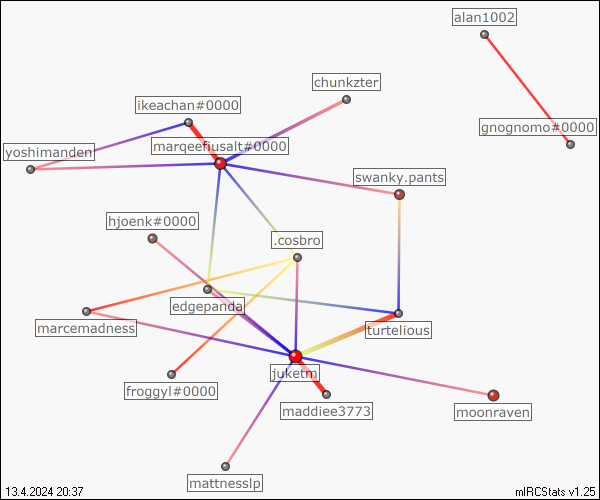 alan1002
chunkzter
ikeachan#0000
gnognomo#0000
marqeefiusalt#0000
yoshimanden
swanky.pants
hjoenk#0000
.cosbro
edgepanda
marcemadness
turtelious
juketm
froggyl#0000
maddiee3773
moonraven
mattnesslp
13.4.2024 20:37
mIRCStats v1.25